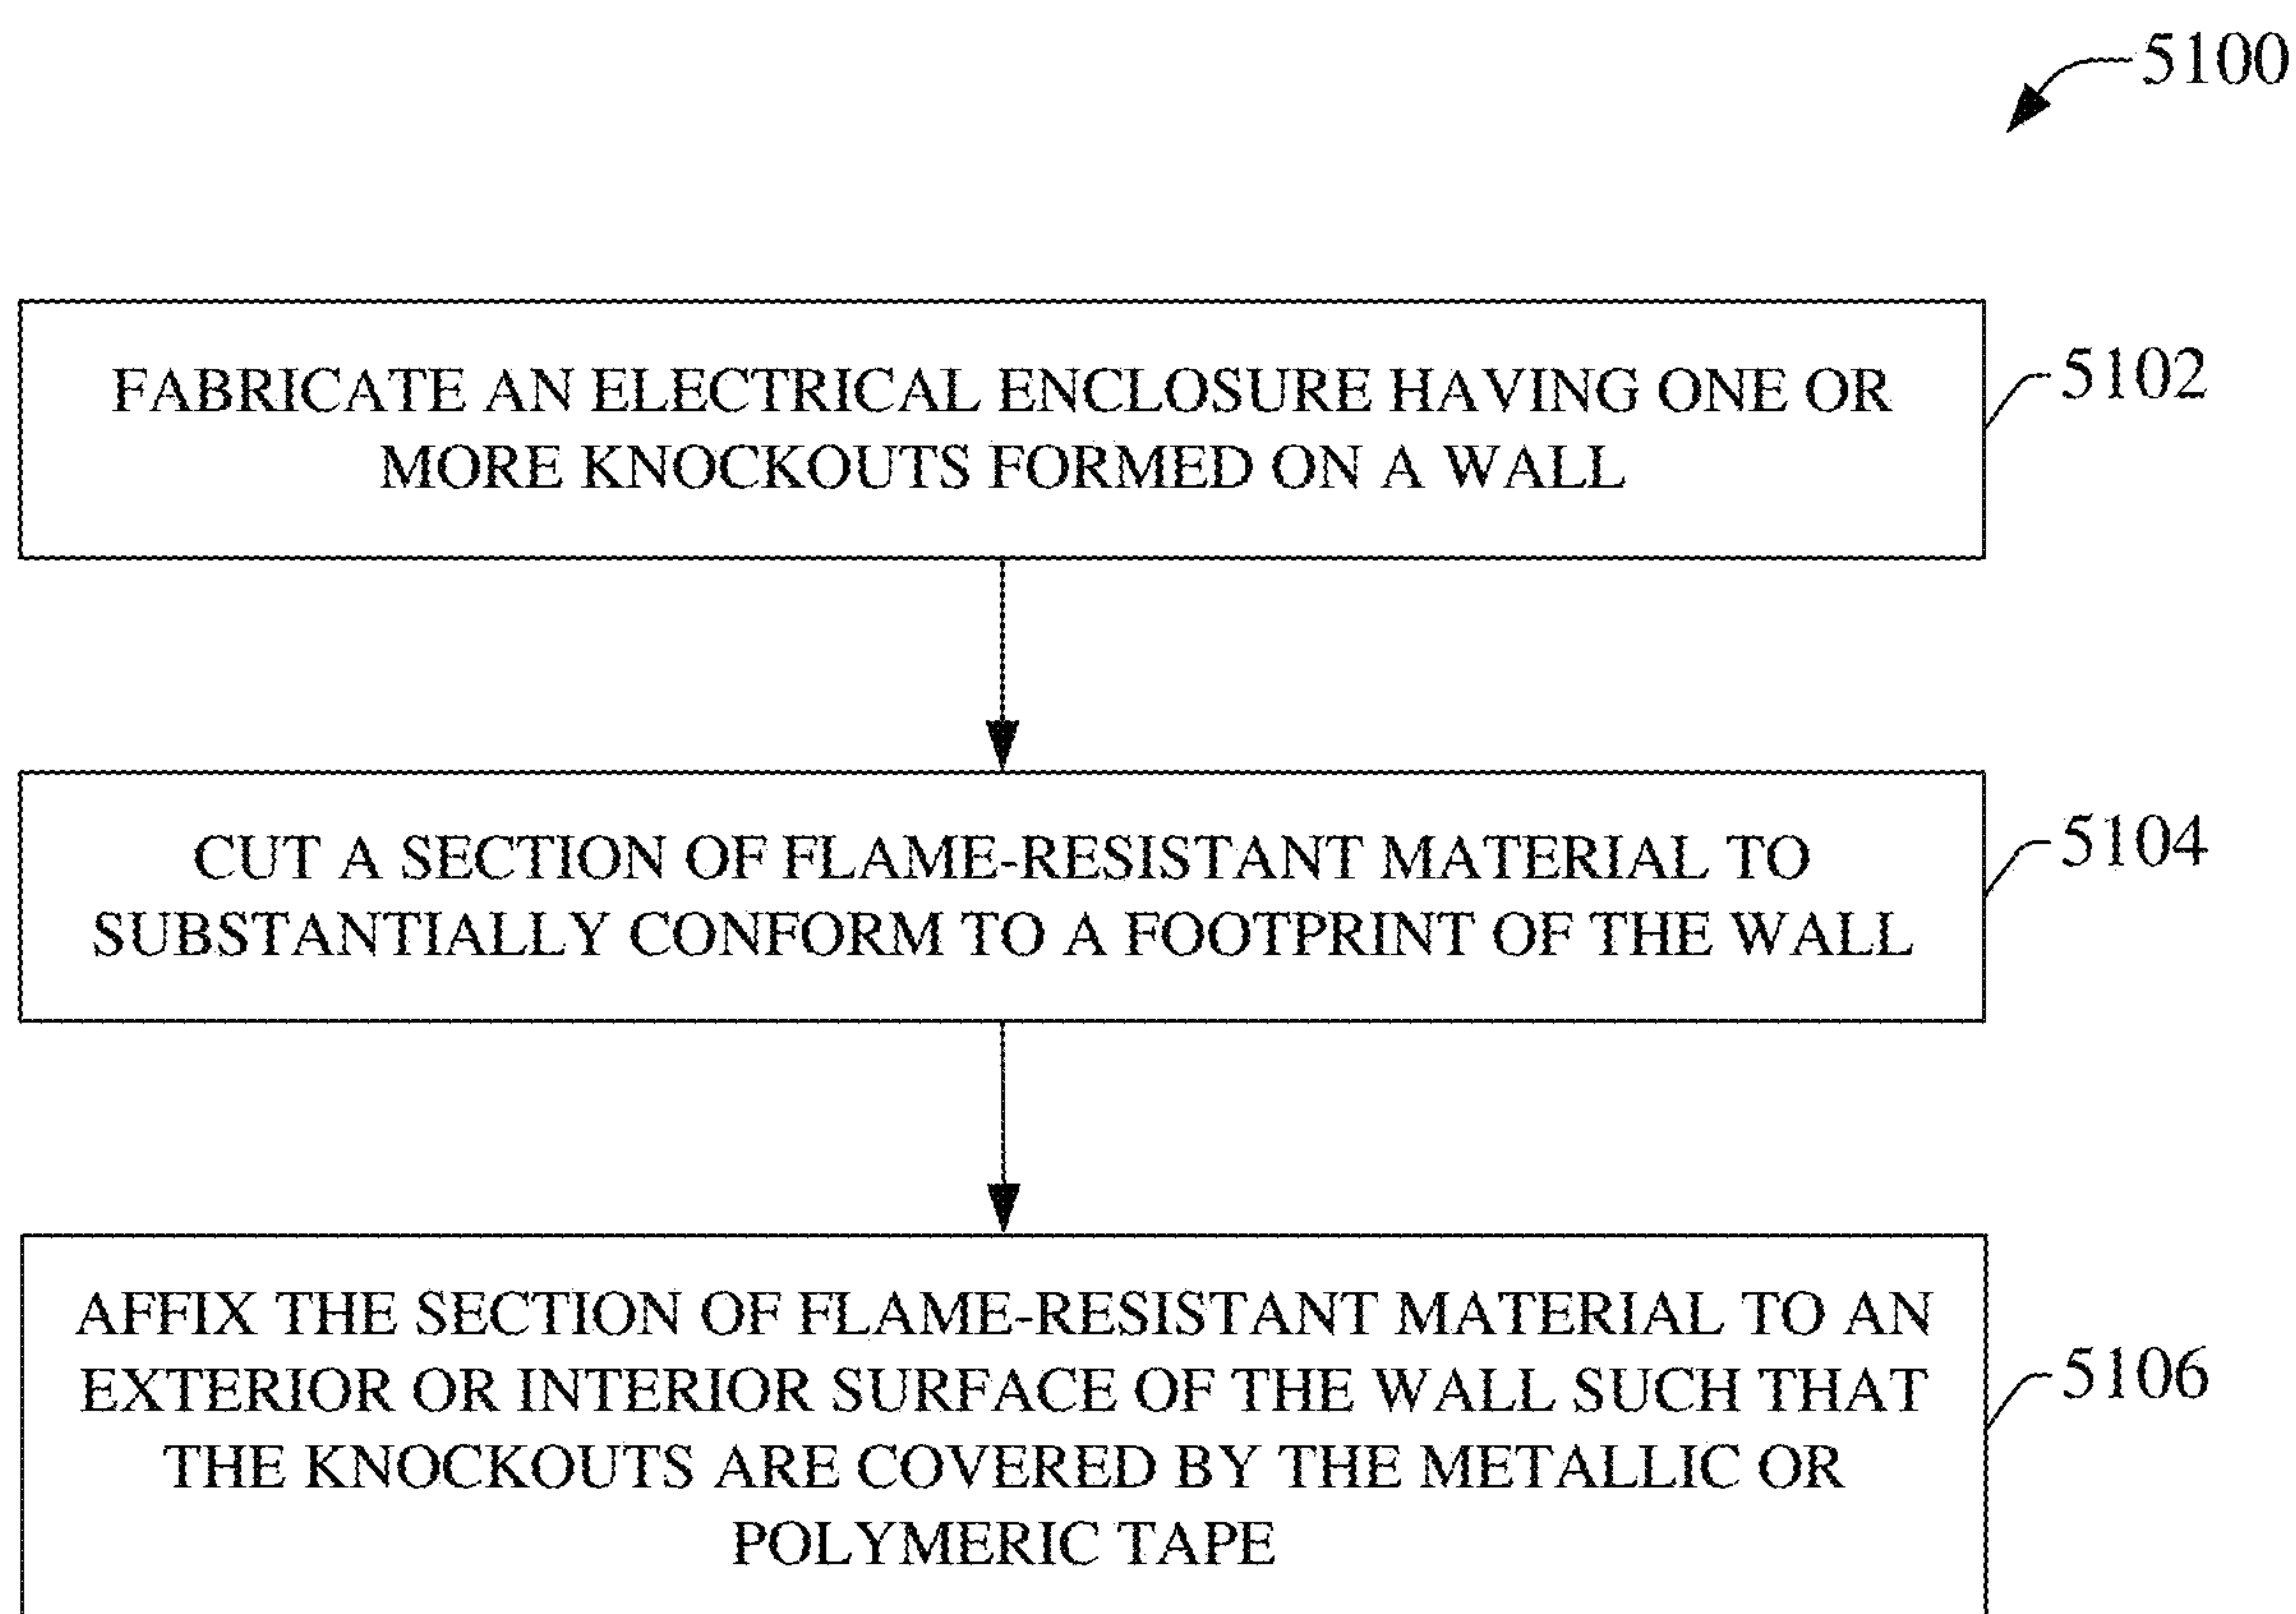 5100
FABRICATE AN ELECTRICAL ENCLOSURE HAVING ONE OR
MORE KNOCKOUTS FORMED ON A WALL
5102
CUT A SECTION OF FLAME-RESISTANT MATERIAL TO
SUBSTANTIALLY CONFORM TO A FOOTPRINT OF THE WALL
5104
AFFIX THE SECTION OF FLAME-RESISTANT MATERIAL TO AN
EXTERIOR OR INTERIOR SURFACE OF THE WALL SUCH THAT
THE KNOCKOUTS ARE COVERED BY THE METALLIC OR
POLYMERIC TAPE
5106